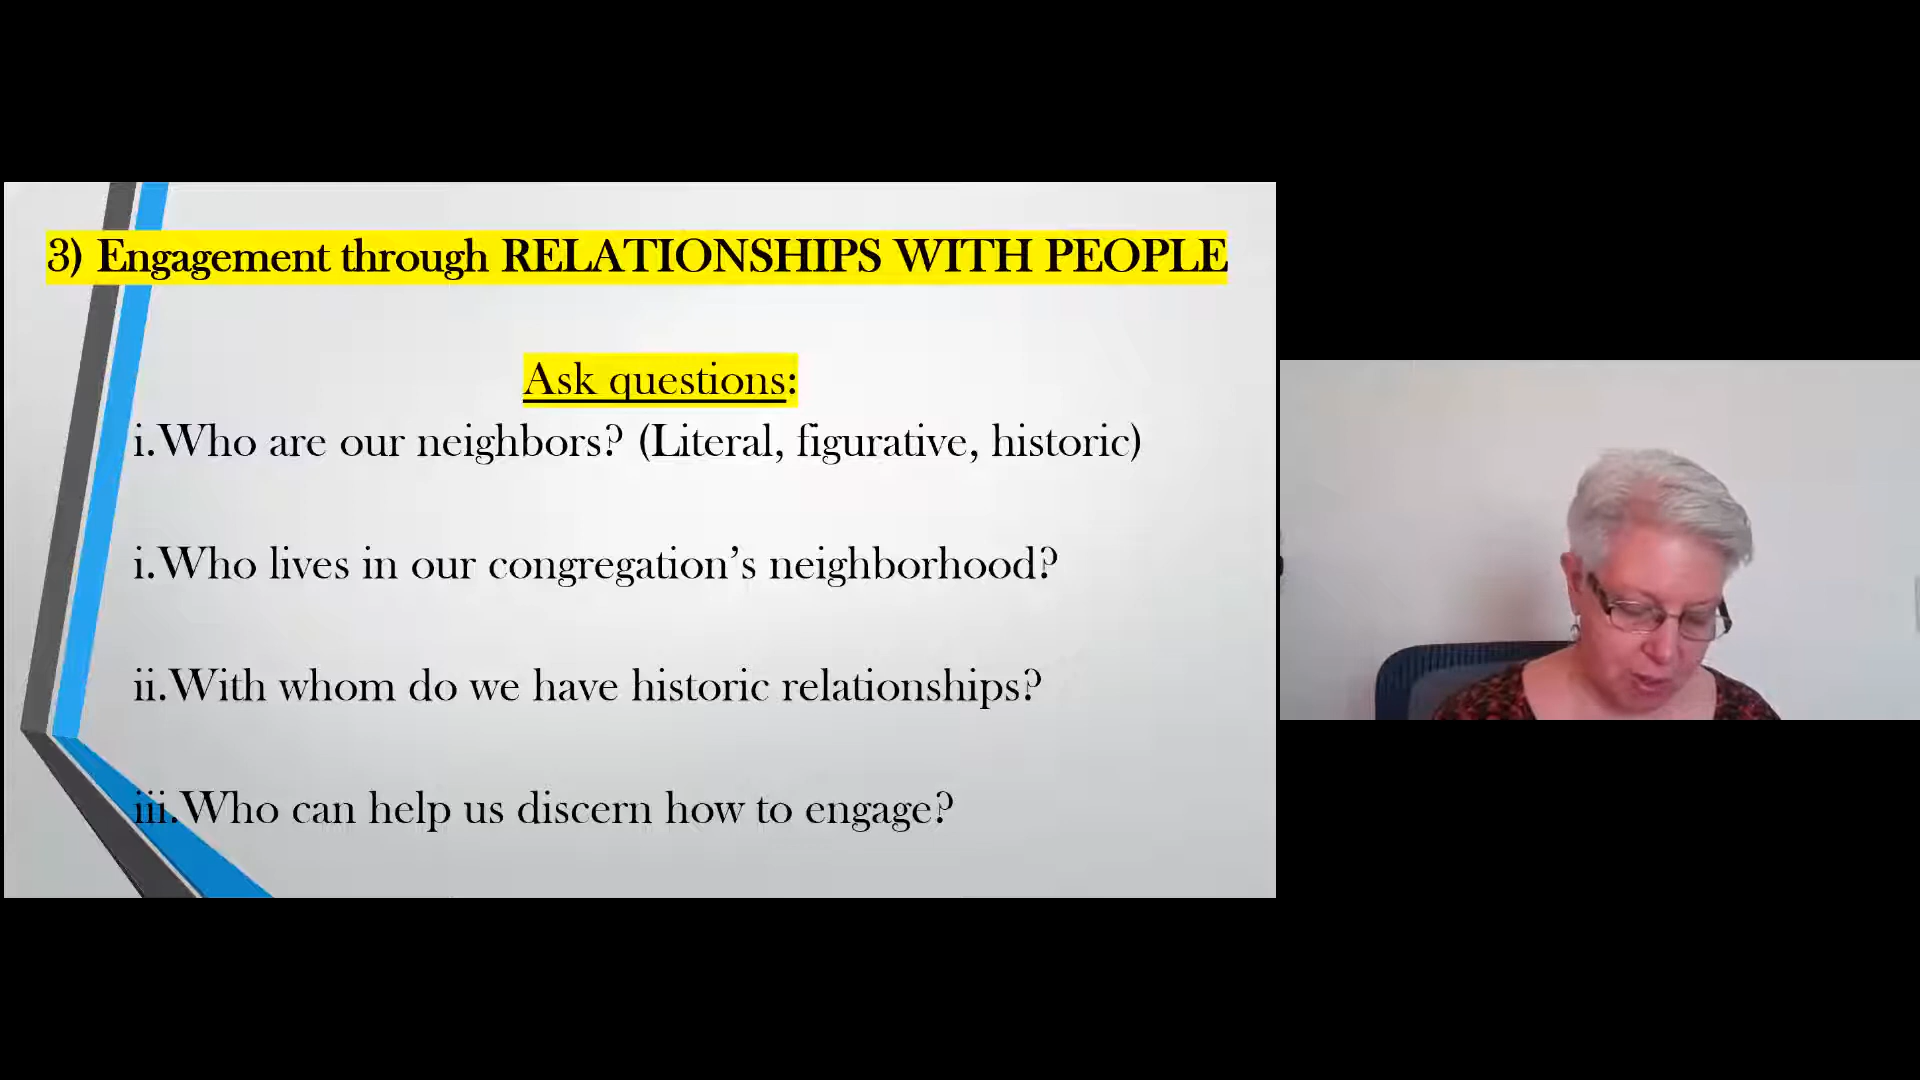 3) Engagement through RELATIONSHIPS WITH PEOPLE
Ask questions:
i.Who are our neighbors? (Literal, figurative, historic)
i.Who lives in our congregation’s neighborhood?
ii.With whom do we have historic relationships?
iii.Who can help us discern how to engage?